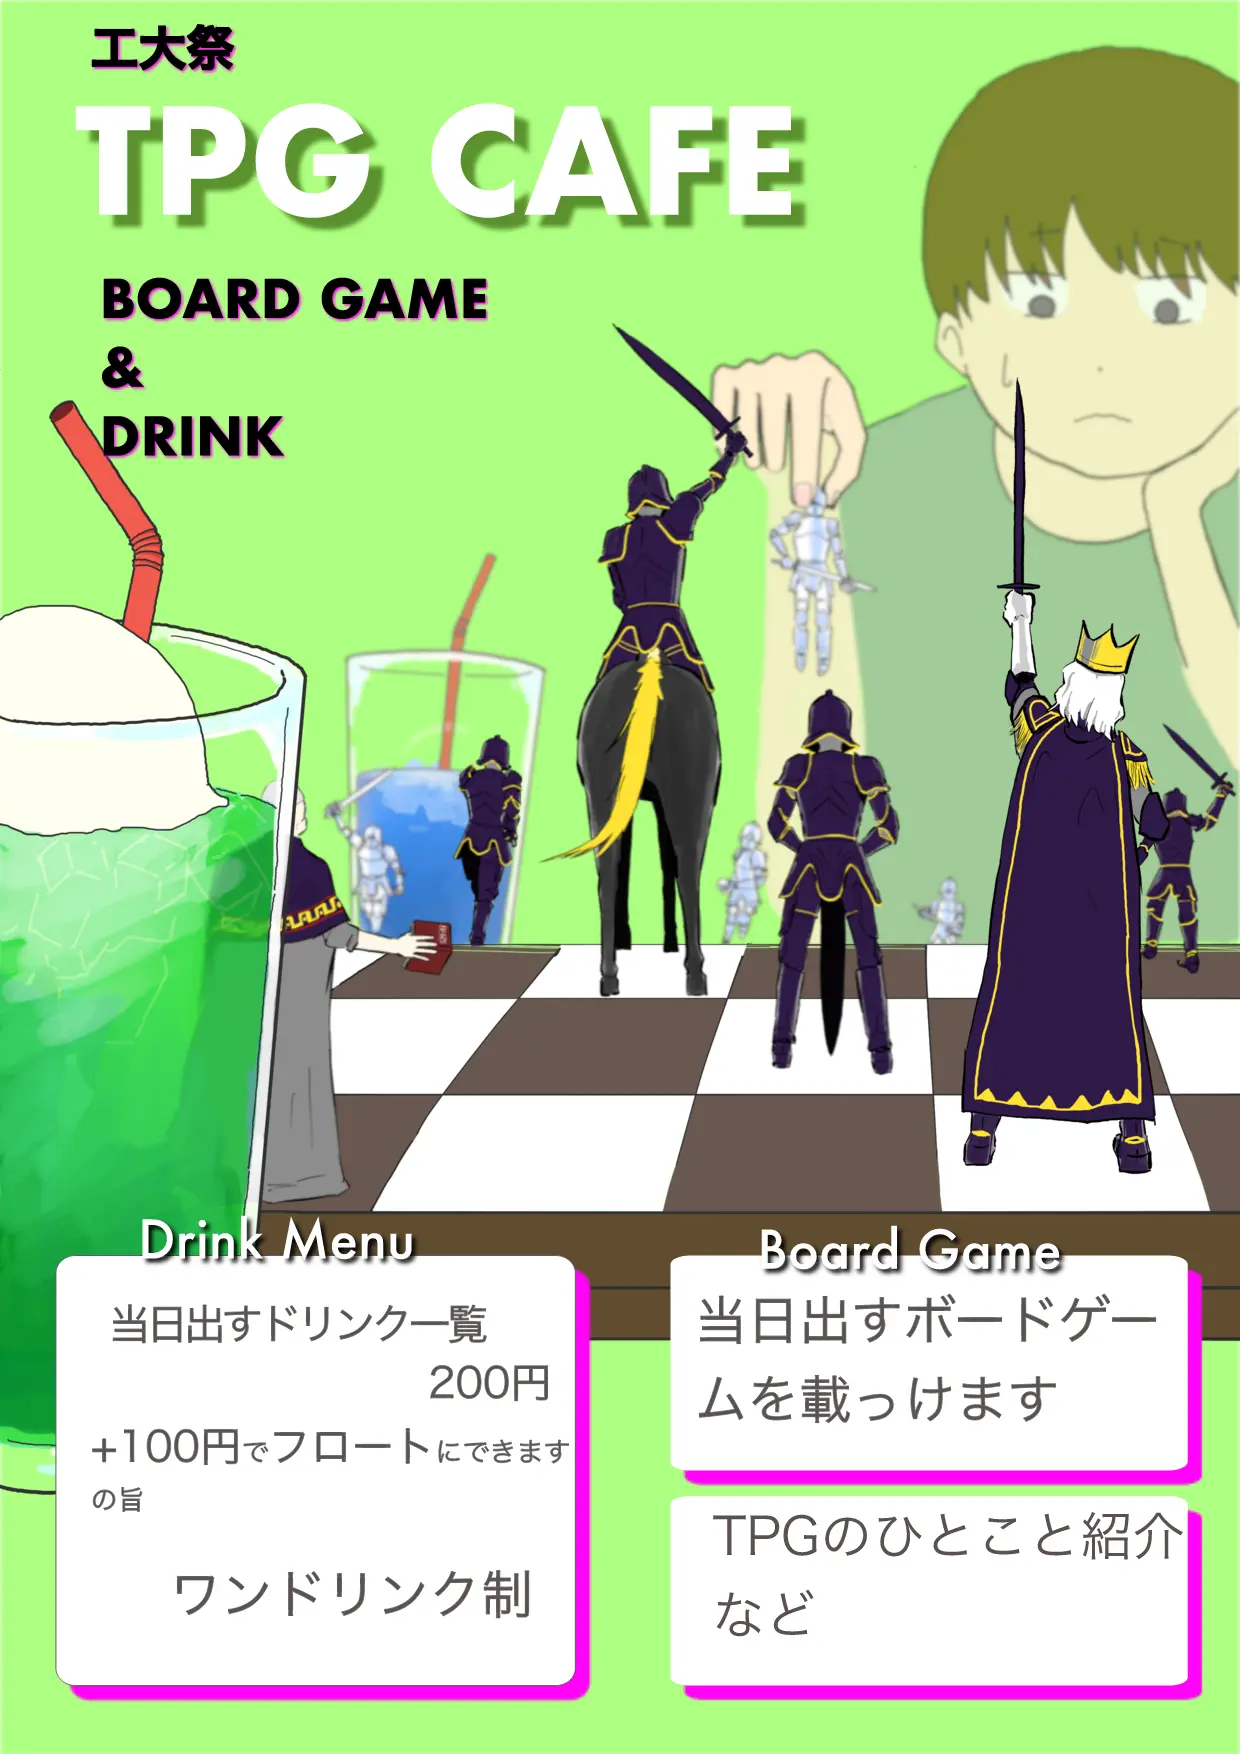 工大祭
TPG CAFE
BOARD GAME
&
DRINK
Drink Menu
当日出すドリンク一覧
200円
+100円でフロートにできます
の旨
ワンドリンク制
Board Game
当日出すボードゲー
ムを載っけます
TPGのひとこと紹介
など